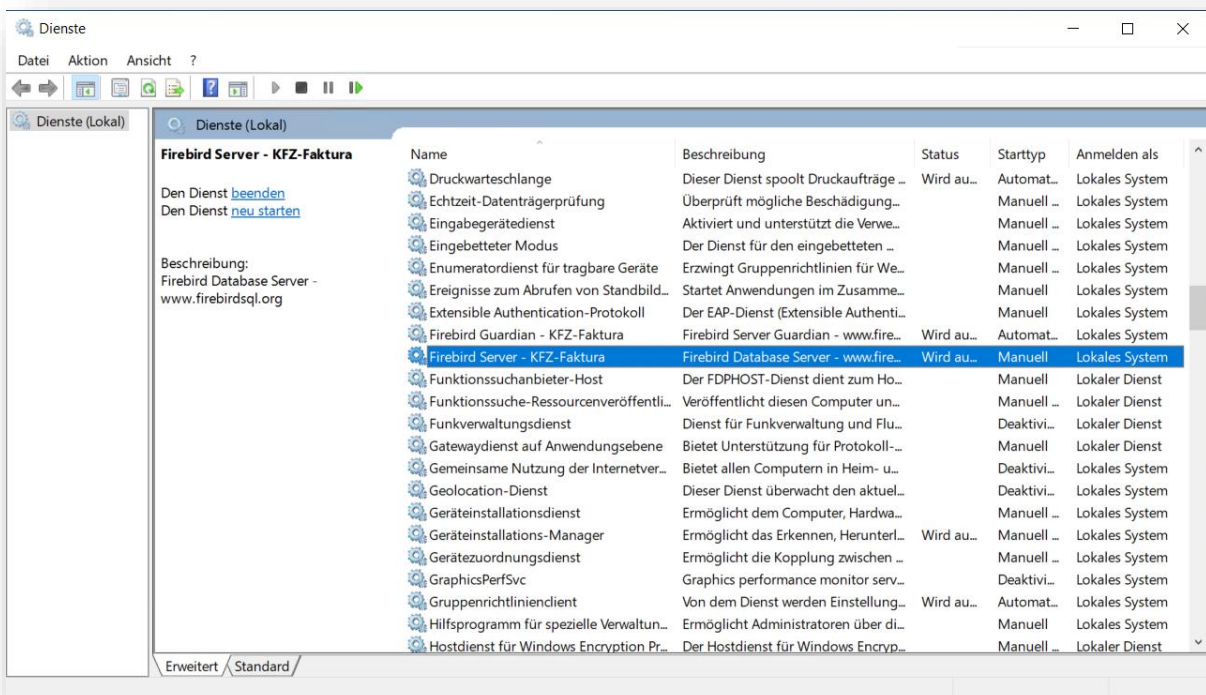 Dienste
Datei Aktion Ansicht ?
Dienste (Lokal)
Dienste (Lokal)
Firebird Server - KFZ-Faktura
Den Dienst beenden
Den Dienst neu starten
Beschreibung:
Firebird Database Server -
www.firebirdsql.org
Name Beschreibung Status Starttyp Anmelden als
Druckwarteschlange Dieser Dienst spoolt Druckaufträge ... Wird au... Automat... Lokales System
Echtzeit-Datenträgerprüfung Überprüft mögliche Beschädigung... Manuell ... Lokales System
Eingabegerätedienst Aktiviert und unterstützt die Verwe... Manuell ... Lokales System
Eingebetteter Modus Der Dienst für den eingebetteten ... Manuell ... Lokales System
Enumeratordienst für tragbare Geräte Erzwingt Gruppenrichtlinien für We... Manuell ... Lokales System
Ereignisse zum Abrufen von Standbild... Startet Anwendungen im Zusamme... Manuell Lokales System
Extensible Authentication-Protokoll Der EAP-Dienst (Extensible Authenti... Manuell Lokales System
Firebird Guardian - KFZ-Faktura Firebird Server Guardian - www.fire... Wird au... Automat... Lokales System
Firebird Server - KFZ-Faktura Firebird Database Server - www.fire... Wird au... Manuell Lokales System
Funktionssuchanbieter-Host Der FDPHOST-Dienst dient zum Ho... Manuell Lokaler Dienst
Funktionssuche-Ressourcenveröffentli... Veröffentlicht diesen Computer un... Manuell ... Lokaler Dienst
Funkverwaltungsdienst Dienst für Funkverwaltung und Flu... Deaktivi... Lokaler Dienst
Gatewaydienst auf Anwendungsebene Bietet Unterstützung für Protokoll-... Manuell Lokaler Dienst
Gemeinsame Nutzung der Internetver... Bietet allen Computern in Heim- u... Deaktivi... Lokales System
Geolocation-Dienst Dieser Dienst überwacht den aktuel... Deaktivi... Lokales System
Geräteinstallationsdienst Ermöglicht dem Computer, Hardwa... Manuell ... Lokales System
Geräteinstallations-Manager Ermöglicht das Erkennen, Herunterl... Wird au... Manuell ... Lokales System
Gerätezuordnungsdienst Ermöglicht die Kopplung zwischen ... Manuell ... Lokales System
GraphicsPerfSvc Graphics performance monitor serv... Deaktivi... Lokales System
Gruppenrichtlinienclient Von dem Dienst werden Einstellung... Wird au... Automat... Lokales System
Hilfsprogramm für spezielle Verwaltun... Ermöglicht Administratoren über di... Manuell Lokales System
Hostdienst für Windows Encryption Pr... Der Hostdienst für Windows Encryp... Manuell ... Lokaler Dienst
Erweitert Standard